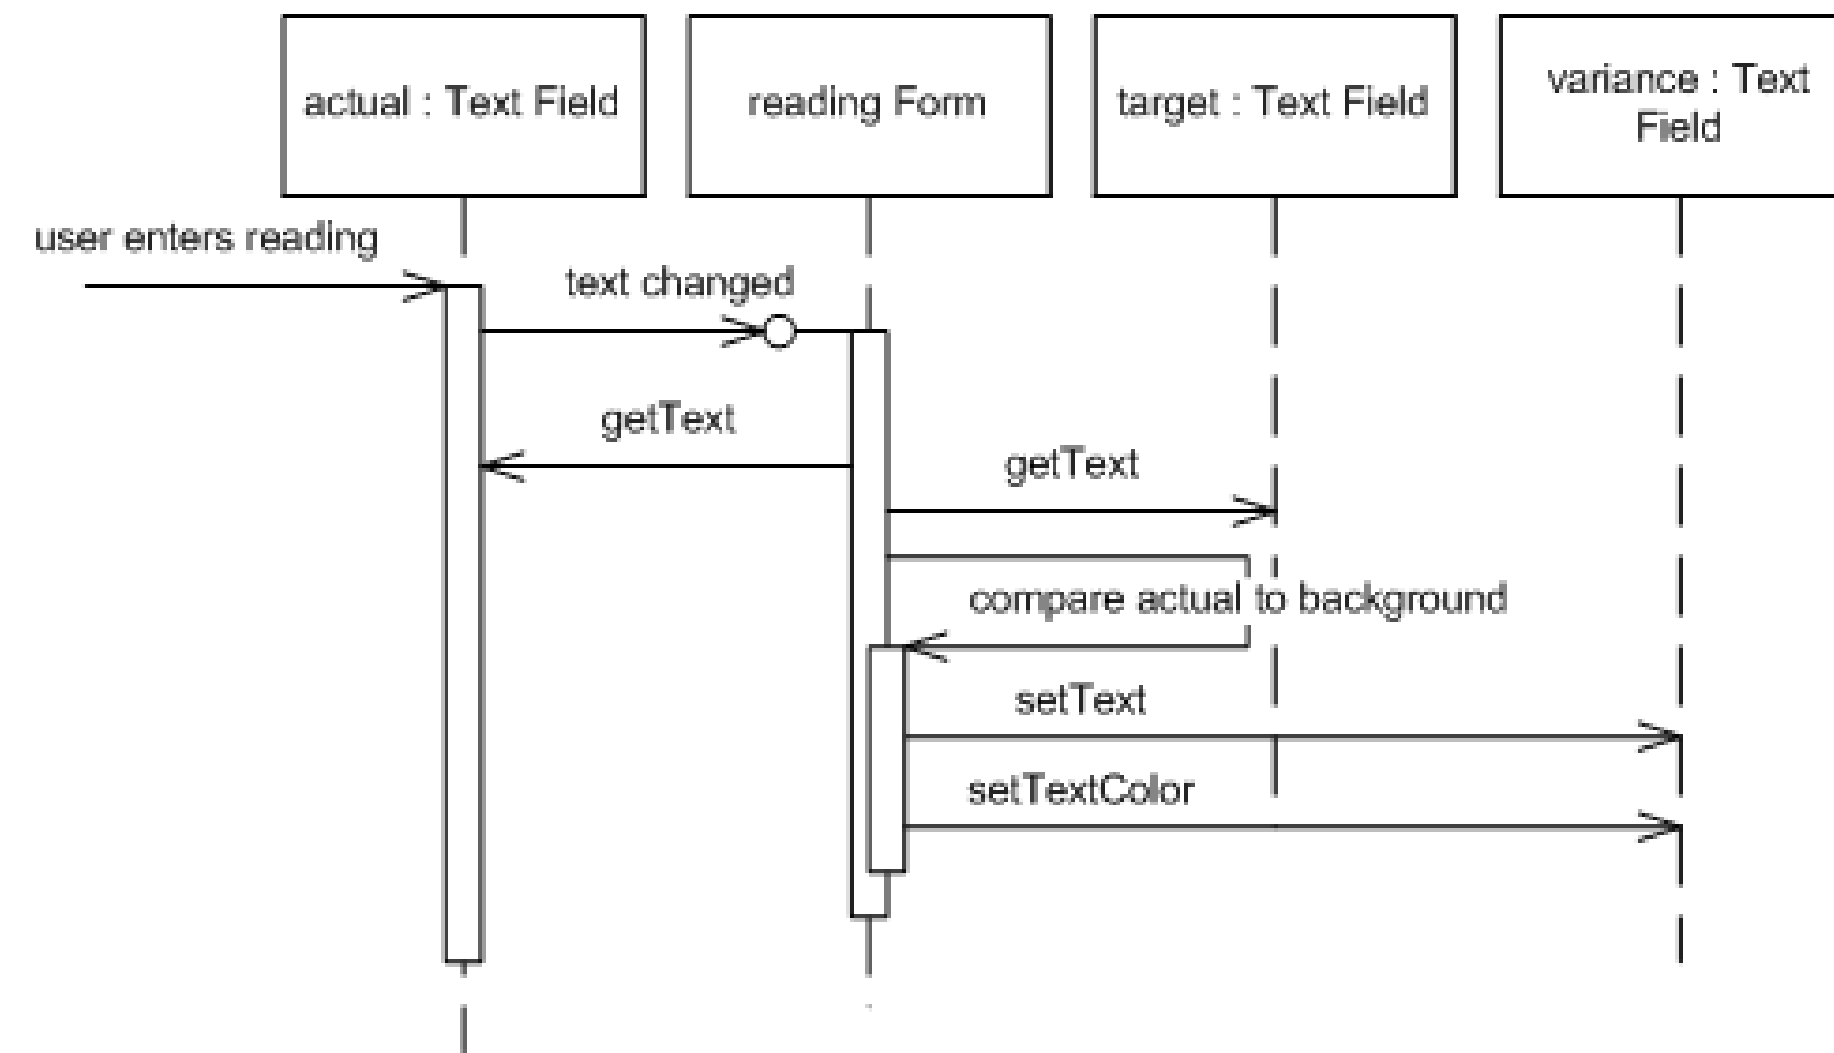 actual : Text Field
reading Form
target : Text Field
variance : Text
Field
user enters reading
text changed
getText
getText
compare actual to background
setText
setTextColor